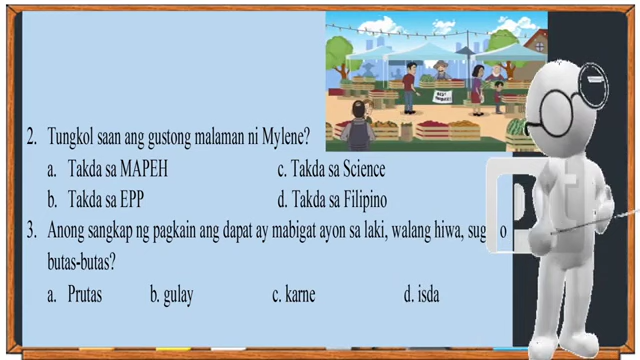 2. Tungkol saan ang gustong malaman ni Mylene?
a. Takda sa MAPEH c. Takda sa Science
b. Takda sa EPP d. Takda sa Filipino
3. Anong sangkap ng pagkain ang dapat ay mabigat ayon sa laki, walang hiwa, sug o
butas-butas?
a. Prutas b. gulay c. karne d. isda